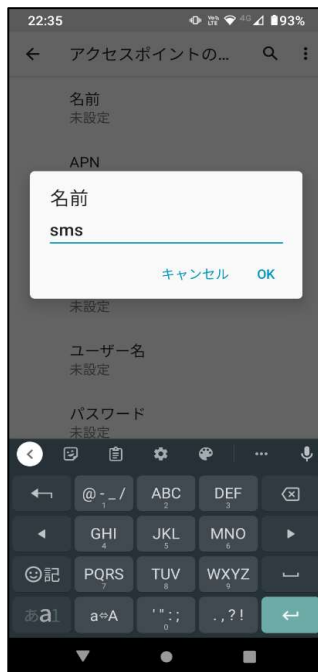 22:35
Vo))
LTE
4G
93%
アクセスポイントの...
名前
未設定
APN
名前
sms
キャンセル
OK
未設定
ユーザー名
未設定
パスワード
未設定
@-_/
1
ABC
2
DEF
3
GHI
4
JKL
5
MNO
6
記
PQRS
7
TUV
8
WXYZ
9
あa1
a⇔A
'":;
0
.,?!